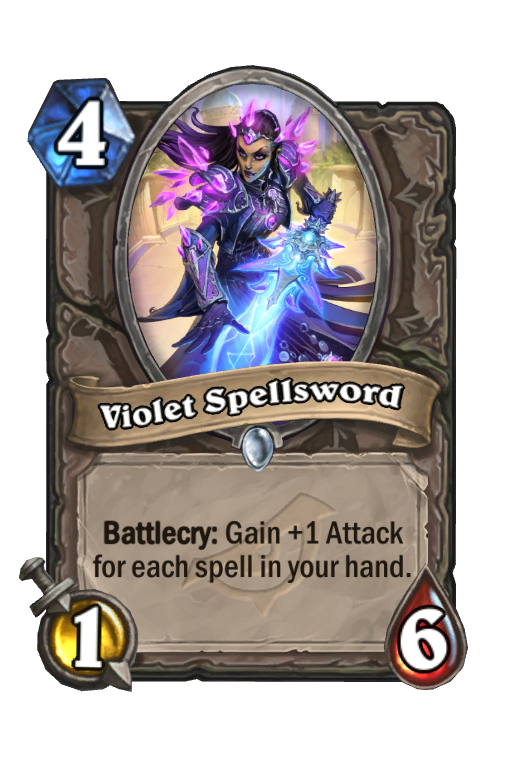 4
Violet Spellsword
Battlecry: Gain +1 Attack
for each spell in your hand.
1
6